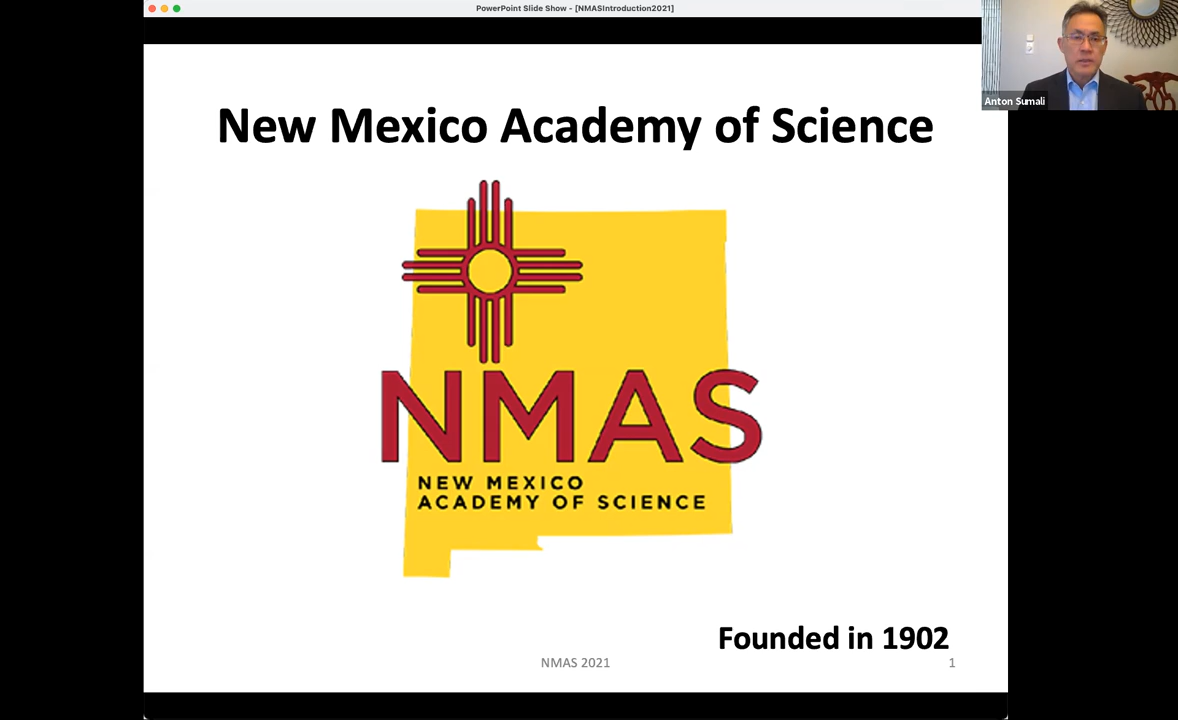 PowerPoint Slide Show - [NMASIntroduction2021]
Anton Sumali
New Mexico Academy of Science
NMAS
NEW MEXICO
ACADEMY OF SCIENCE
Founded in 1902
NMAS 2021
1